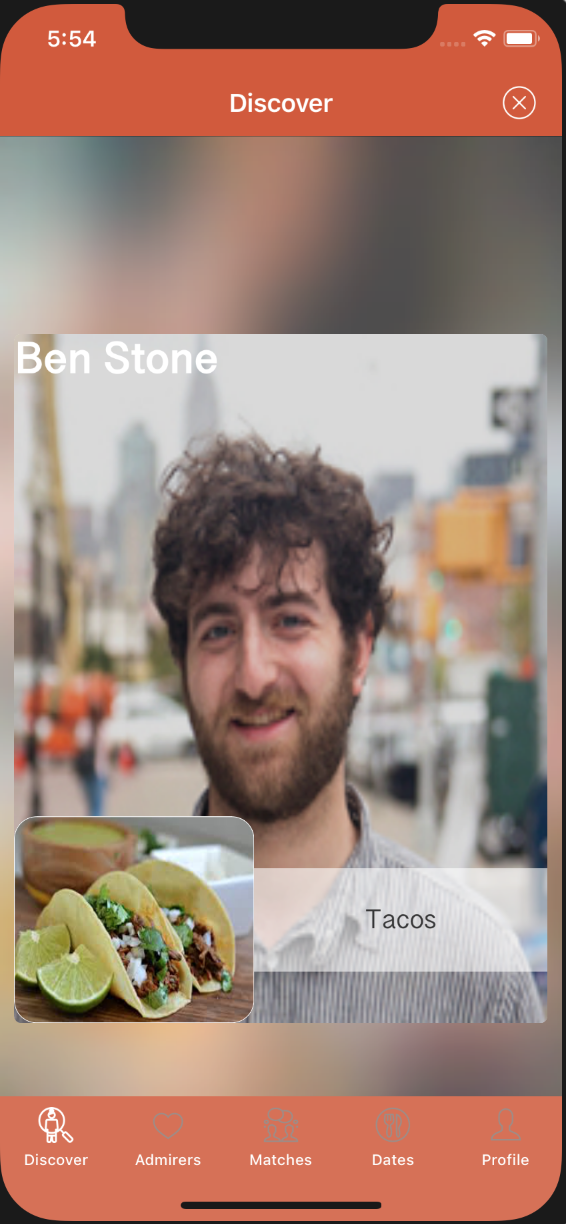 5:54
Discover
Ben Stone
Tacos
Discover
Admirers
Matches
Dates
Profile